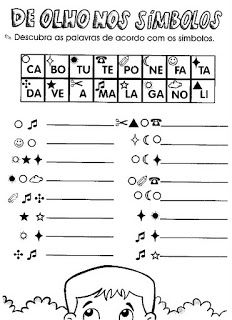 DE OLHO NOS SÍMBOLOS
Descubra as palavras de acordo com os símbolos.
CA BO TU TE PO NE FA TA
DA VE A MA LA GA NO LI